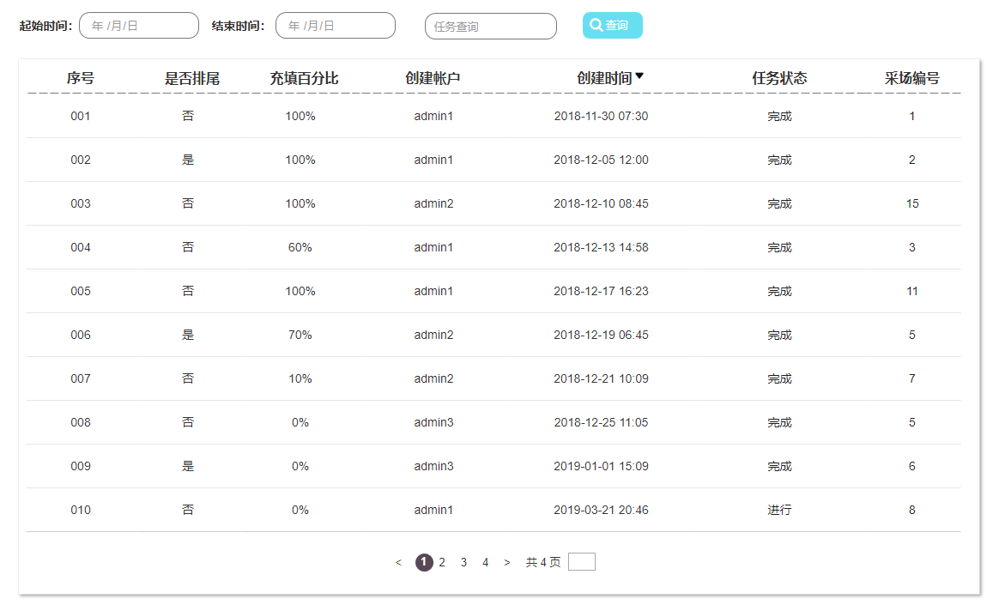 起始时间： 年 /月/日 结束时间： 年 /月/日 任务查询 查询
序号 是否排尾 充填百分比 创建帐户 创建时间 任务状态 采场编号
001 否 100% admin1 2018-11-30 07:30 完成 1
002 是 100% admin1 2018-12-05 12:00 完成 2
003 否 100% admin2 2018-12-10 08:45 完成 15
004 否 60% admin1 2018-12-13 14:58 完成 3
005 否 100% admin1 2018-12-17 16:23 完成 11
006 是 70% admin2 2018-12-19 06:45 完成 5
007 否 10% admin2 2018-12-21 10:09 完成 7
008 否 0% admin3 2018-12-25 11:05 完成 5
009 是 0% admin3 2019-01-01 15:09 完成 6
010 否 0% admin1 2019-03-21 20:46 进行 8
< 1 2 3 4 > 共 4 页